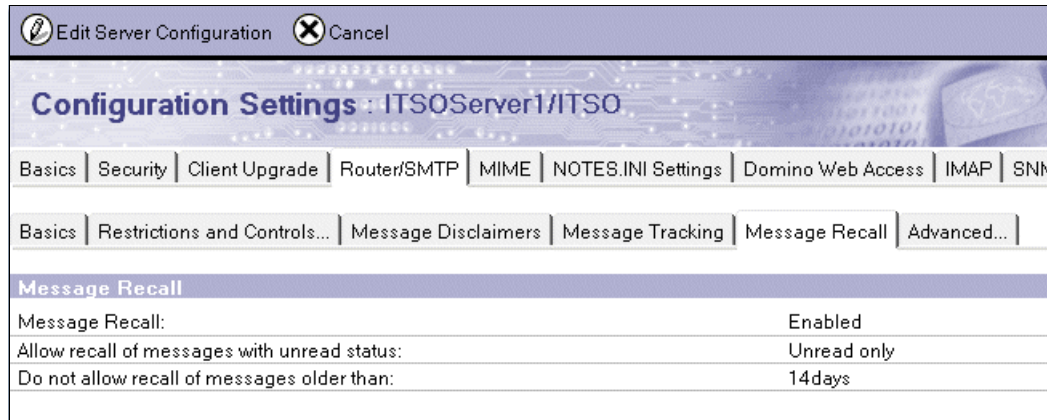 Edit Server Configuration Cancel
Configuration Settings : ITSOServer1/ITSO
Basics Security Client Upgrade Router/SMTP MIME NOTES.INI Settings Domino Web Access IMAP
Basics Restrictions and Controls... Message Disclaimers Message Tracking Message Recall Advanced...
Message Recall
Message Recall: Enabled
Allow recall of messages with unread status: Unread only
Do not allow recall of messages older than: 14days